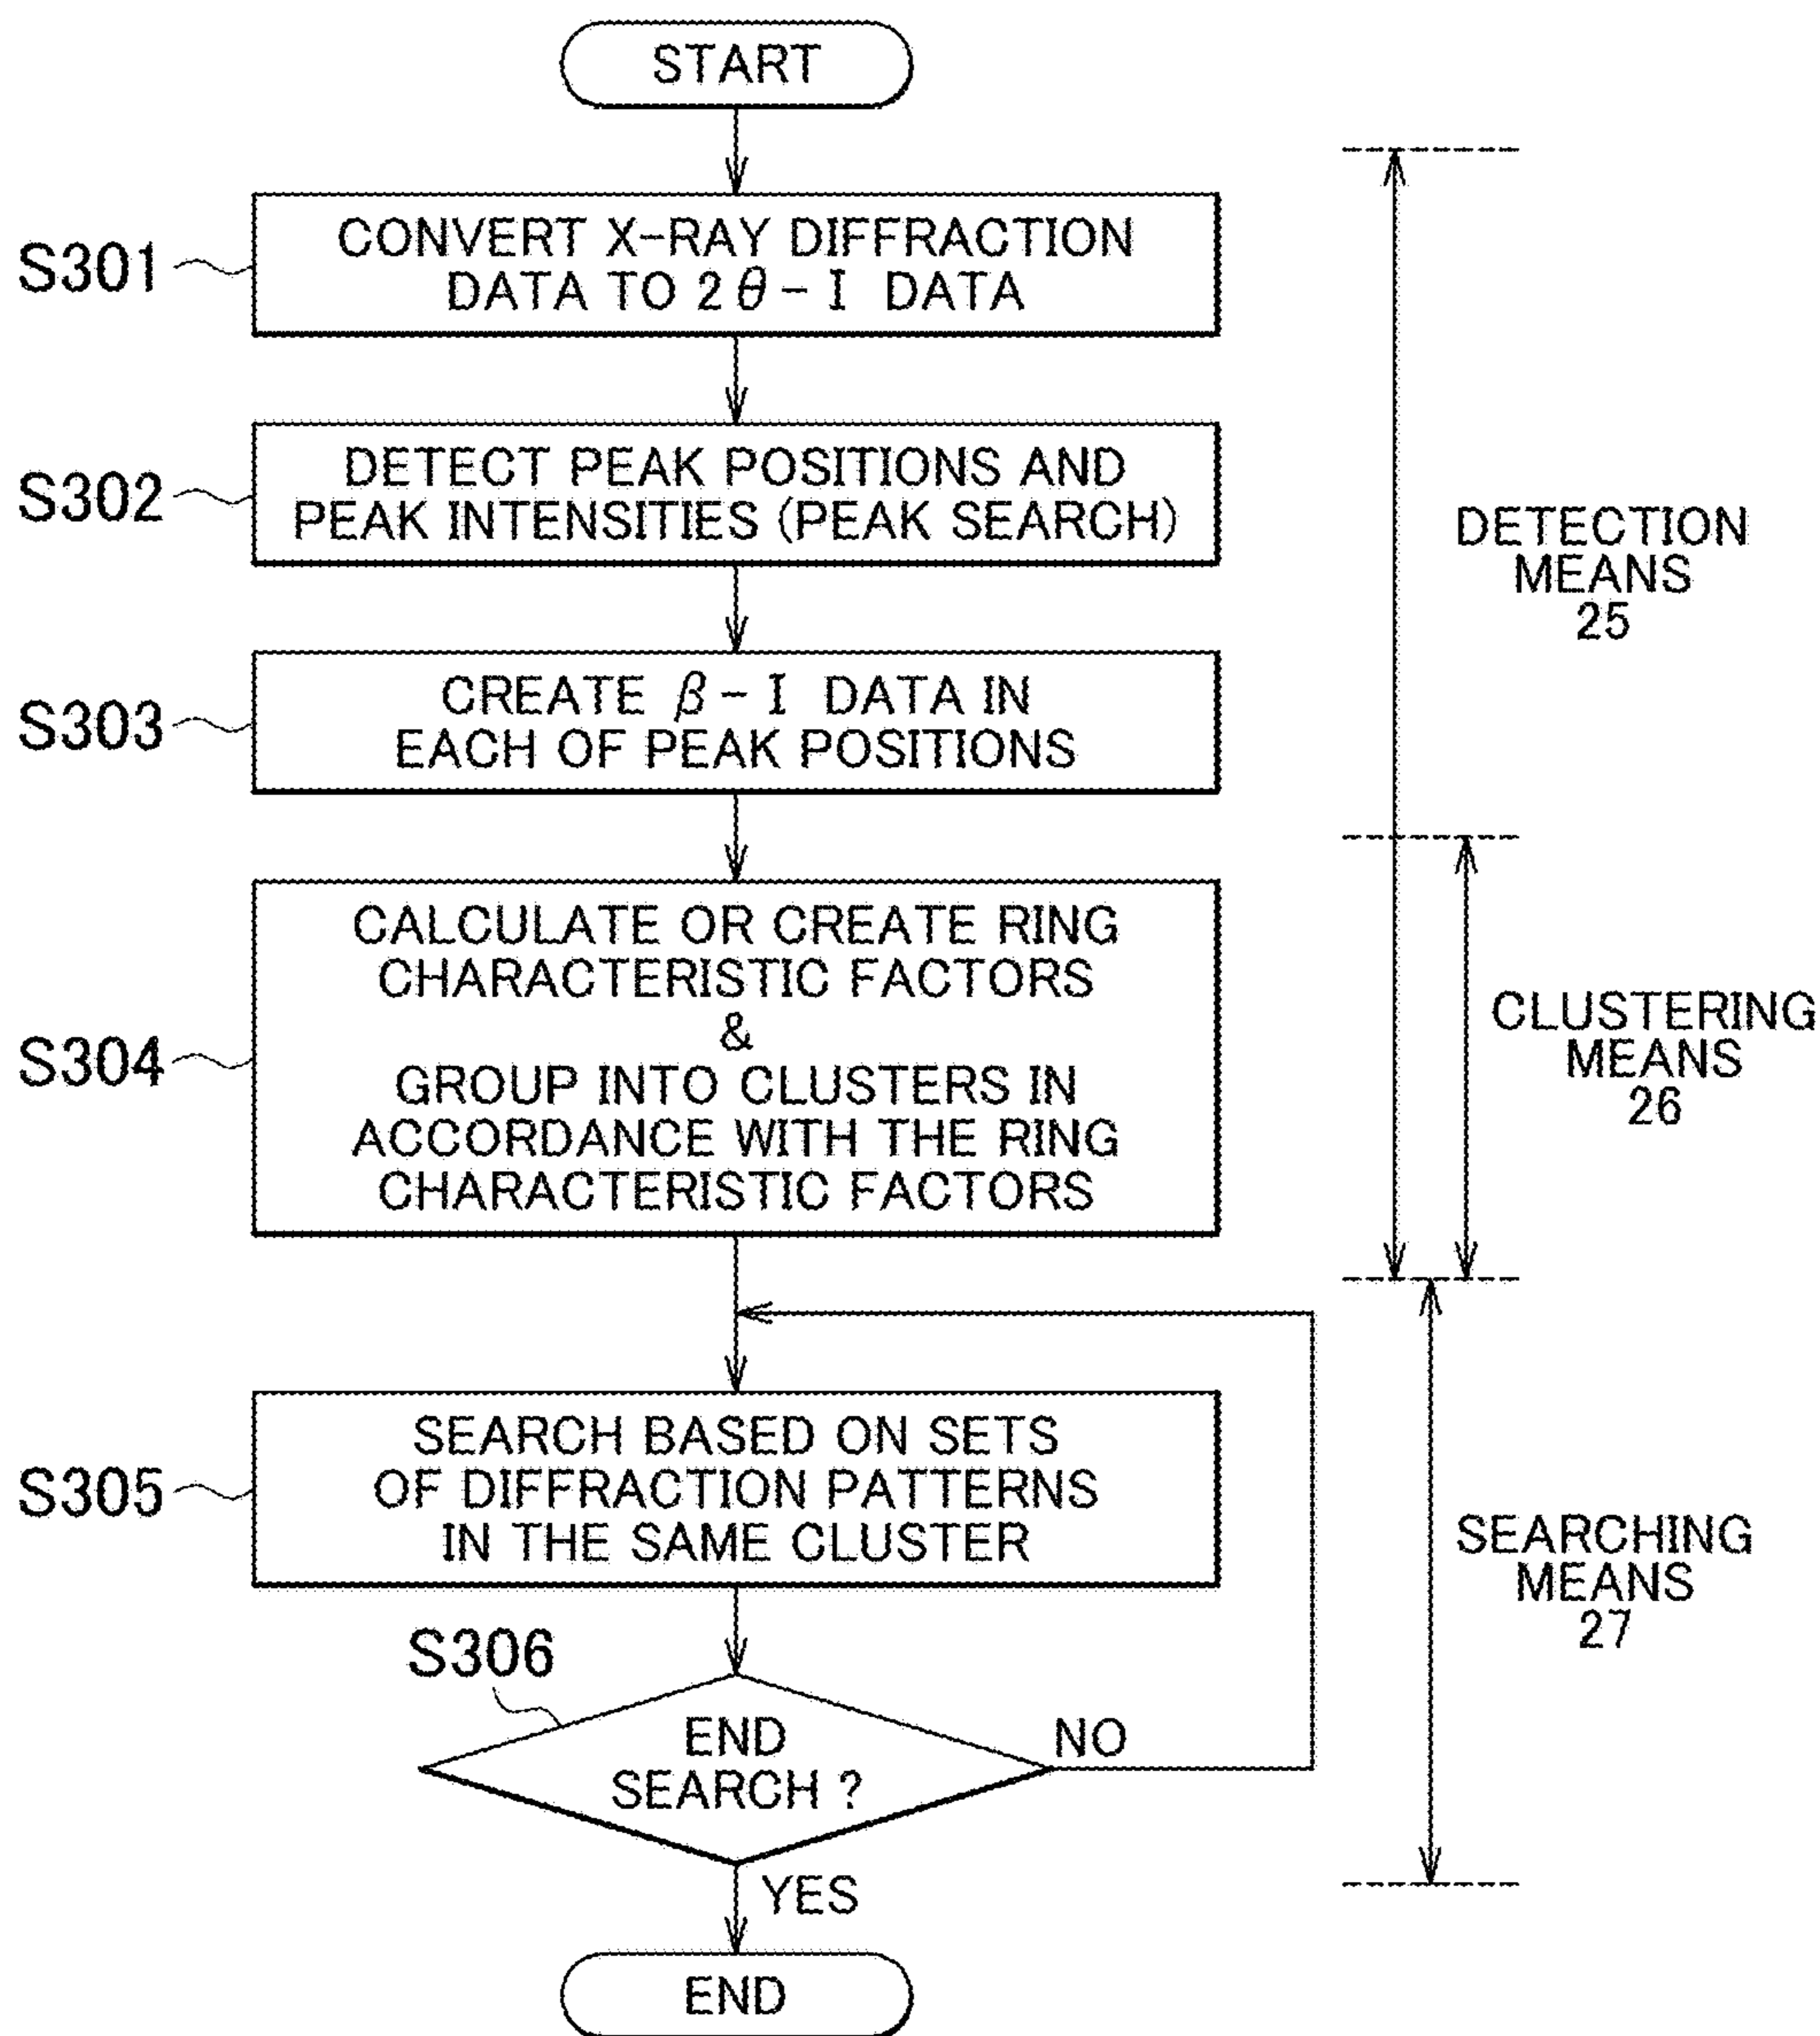 START
S301
CONVERT X-RAY DIFFRACTION
DATA TO 2θ-I DATA
S302
DETECT PEAK POSITIONS AND
PEAK INTENSITIES (PEAK SEARCH)
S303
CREATE β-I DATA IN
EACH OF PEAK POSITIONS
DETECTION
MEANS
25
S304
CALCULATE OR CREATE RING
CHARACTERISTIC FACTORS
&
GROUP INTO CLUSTERS IN
ACCORDANCE WITH THE RING
CHARACTERISTIC FACTORS
CLUSTERING
MEANS
26
S305
SEARCH BASED ON SETS
OF DIFFRACTION PATTERNS
IN THE SAME CLUSTER
SEARCHING
MEANS
27
S306
END
SEARCH ?
NO
YES
END